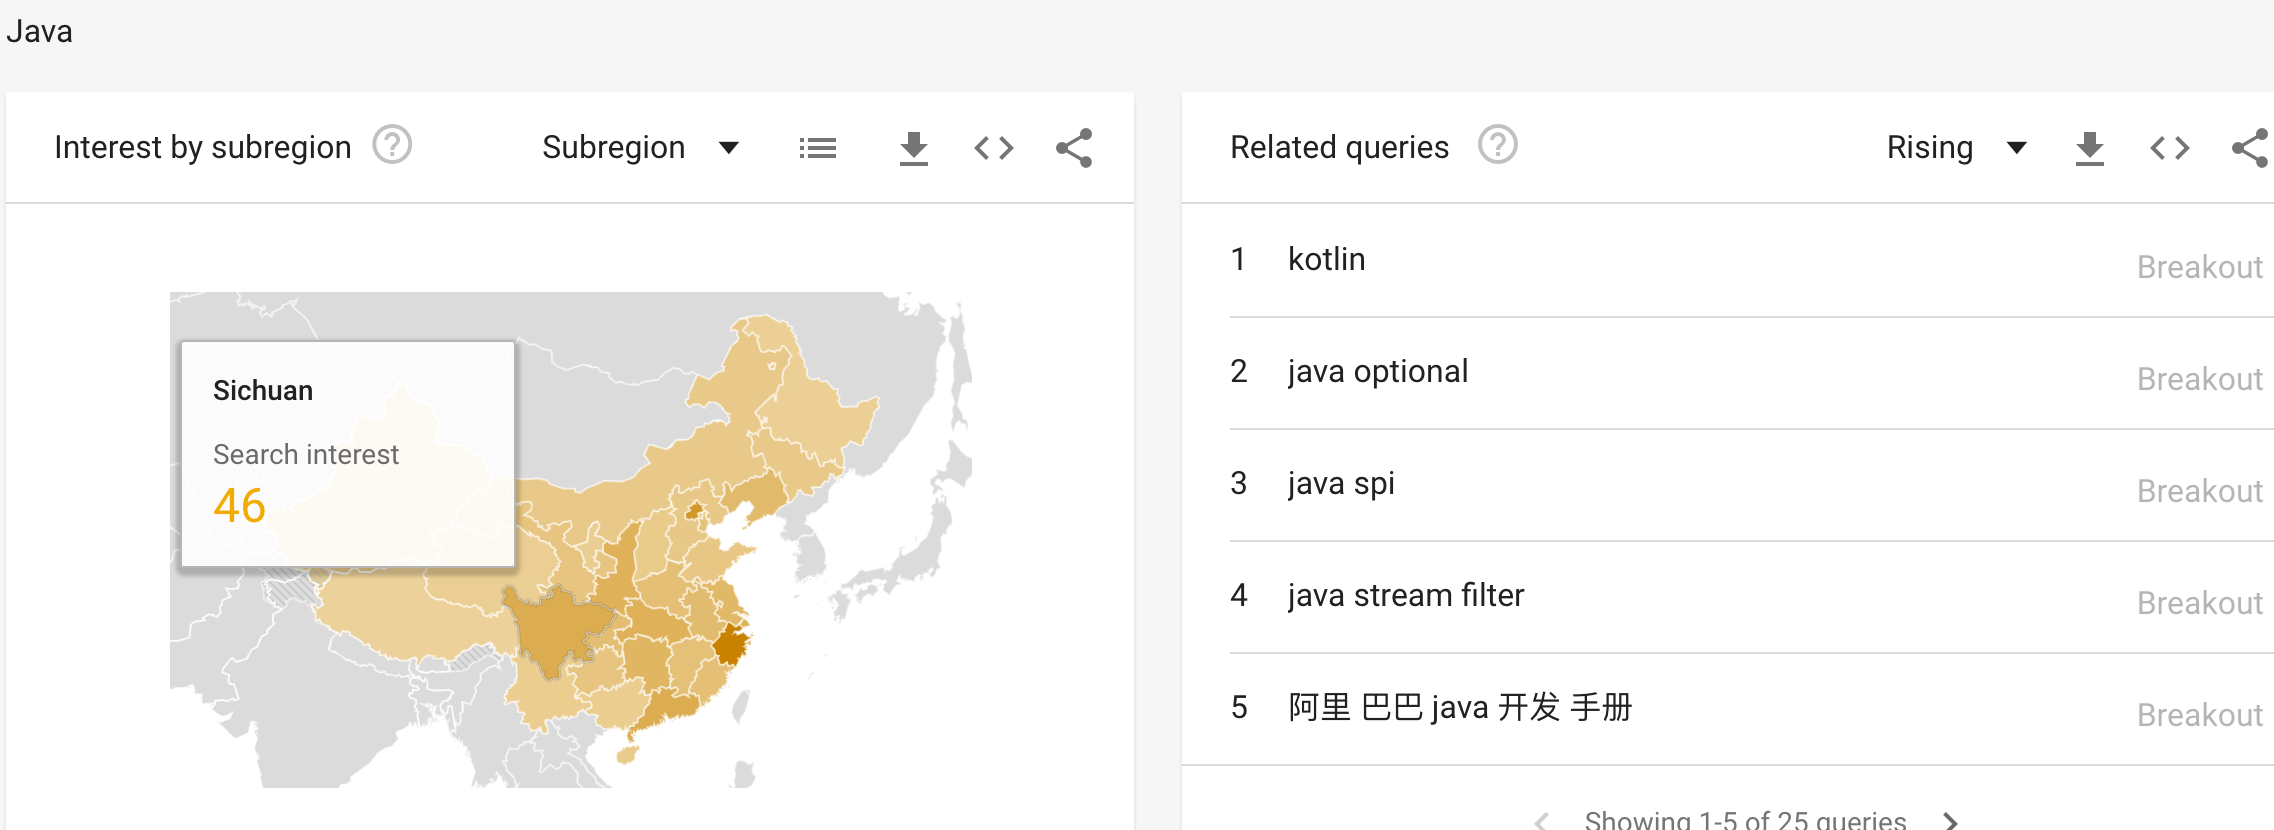 Java
Interest by subregion ? Subregion
Sichuan
Search interest
46
Related queries ? Rising
1 kotlin Breakout
2 java optional Breakout
3 java spi Breakout
4 java stream filter Breakout
5 阿里 巴巴 java 开发 手册 Breakout
Showing 1-5 of 25 queries